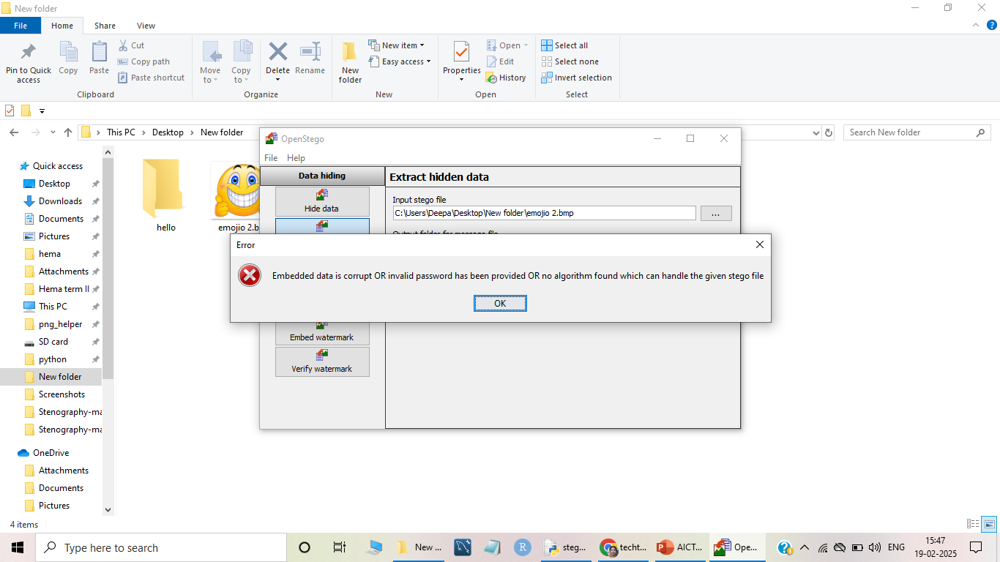 New folder
File Home Share View
Pin to Quick access
Copy
Paste
Cut
Copy path
Paste shortcut
Clipboard
Move to
Copy to
Delete
Rename
Organize
New folder
New item
Easy access
New
Properties
Open
Edit
History
Open
Select all
Select none
Invert selection
Select
This PC > Desktop > New folder
Search New folder
Quick access
Desktop
Downloads
Documents
Pictures
hema
Attachments
Hema term II
This PC
png_helper
SD card
python
New folder
Screenshots
Stenography-ma
Stenography-ma
OneDrive
Attachments
Documents
Pictures
hello
emojio 2.b
OpenStego
File Help
Data hiding
Hide data
Embed watermark
Verify watermark
Extract hidden data
Input stego file
C:\Users\Deepa\Desktop\New folder\emojio 2.bmp
...
Output folder for message file
Error
Embedded data is corrupt OR invalid password has been provided OR no algorithm found which can handle the given stego file
OK
4 items
Type here to search
New ...
R
steg...
techt...
AICT...
Ope...
ENG
15:47
19-02-2025